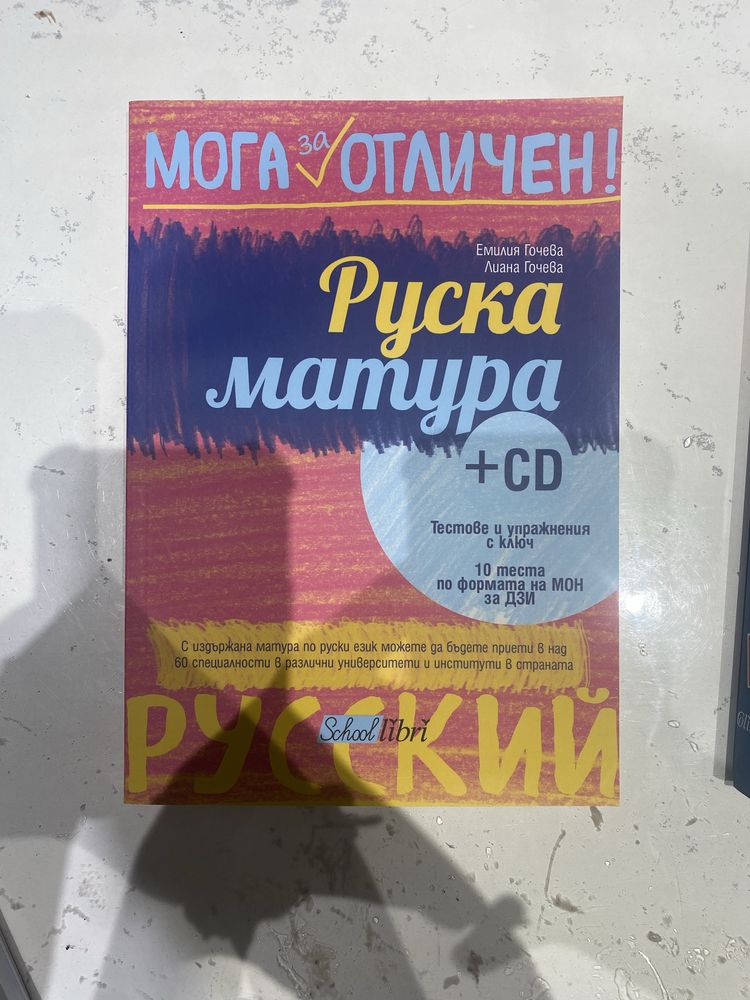 МОГА за ОТЛИЧЕН!
Емилия Гочева
Лиана Гочева
Руска
матура
+CD
Тестове и упражнения
с ключ
10 теста
по формата на МОН
за ДЗИ
С издържана матура по руски език можете да бъдете приети в над
60 специалности в различни университети и институти в страната
School libri
РУССКИЙ